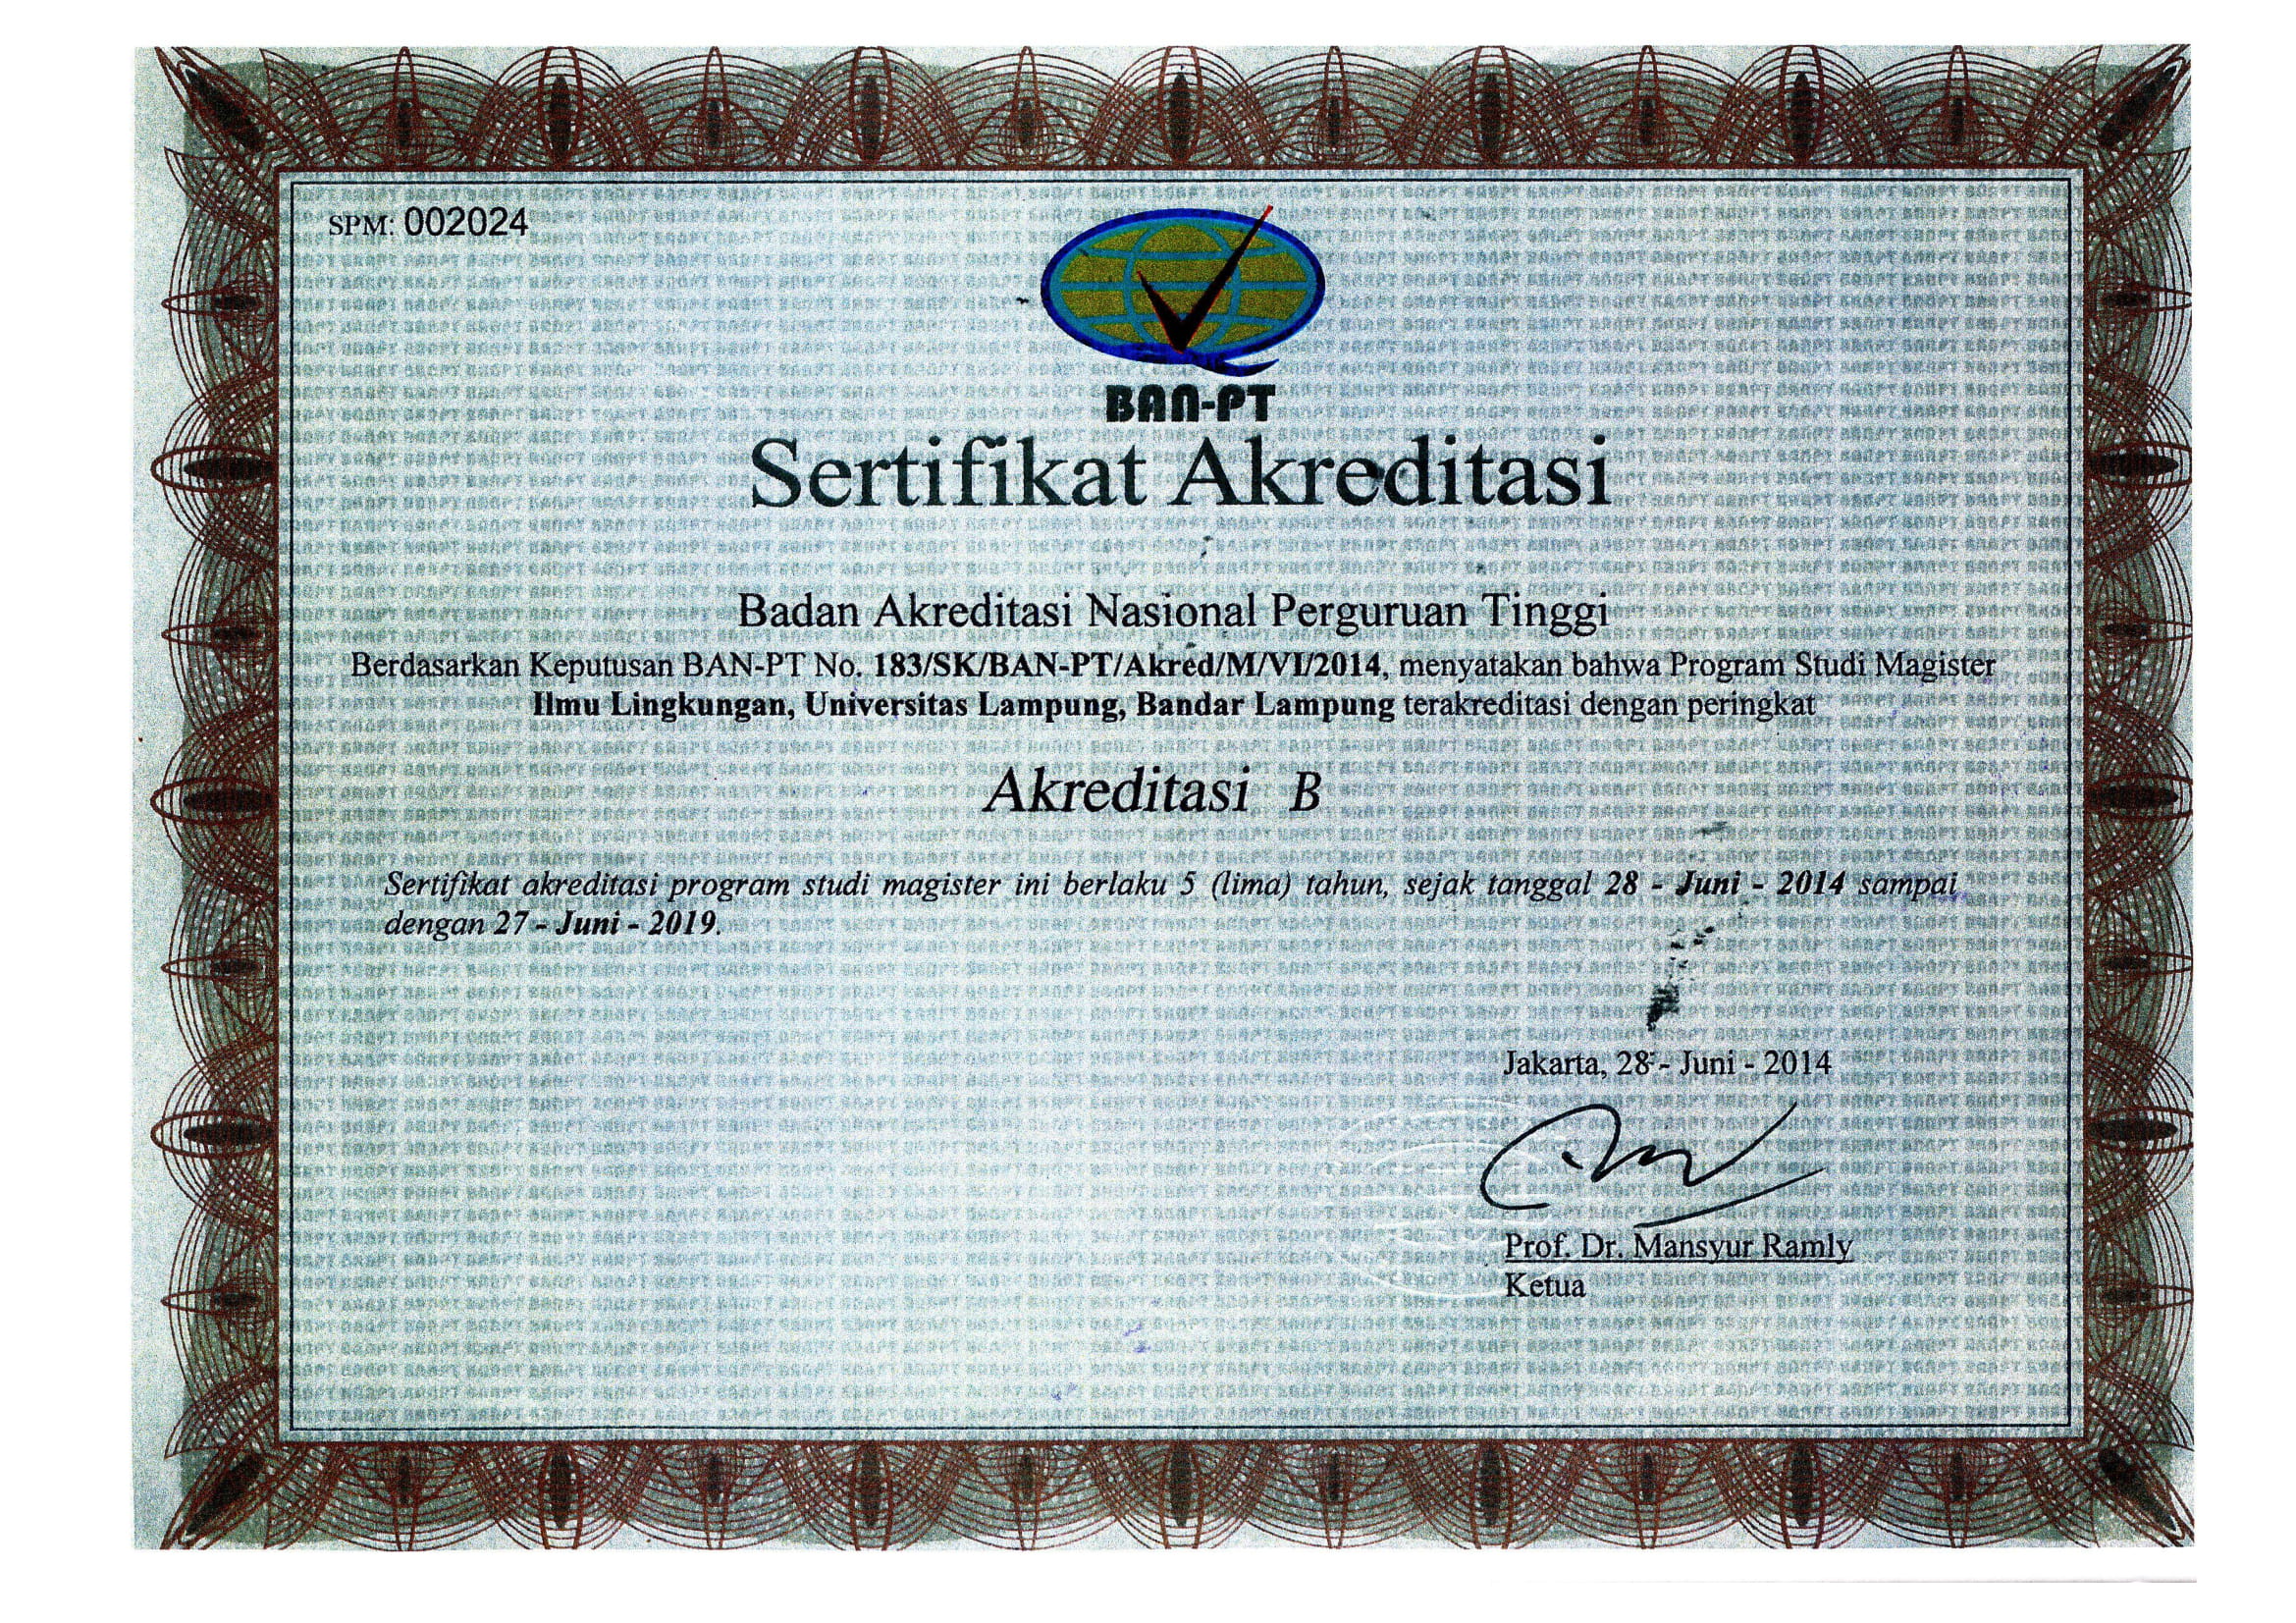 SPM: 002024
BAN-PT
Sertifikat Akreditasi
Badan Akreditasi Nasional Perguruan Tinggi
Berdasarkan Keputusan BAN-PT No. 183/SK/BAN-PT/Akred/M/VI/2014, menyatakan bahwa Program Studi Magister
Ilmu Lingkungan, Universitas Lampung, Bandar Lampung terakreditasi dengan peringkat
Akreditasi B
Sertifikat akreditasi program studi magister ini berlaku 5 (lima) tahun, sejak tanggal 28 - Juni - 2014 sampai
dengan 27 - Juni - 2019.
Jakarta, 28 - Juni - 2014
Prof. Dr. Mansyur Ramly
Ketua